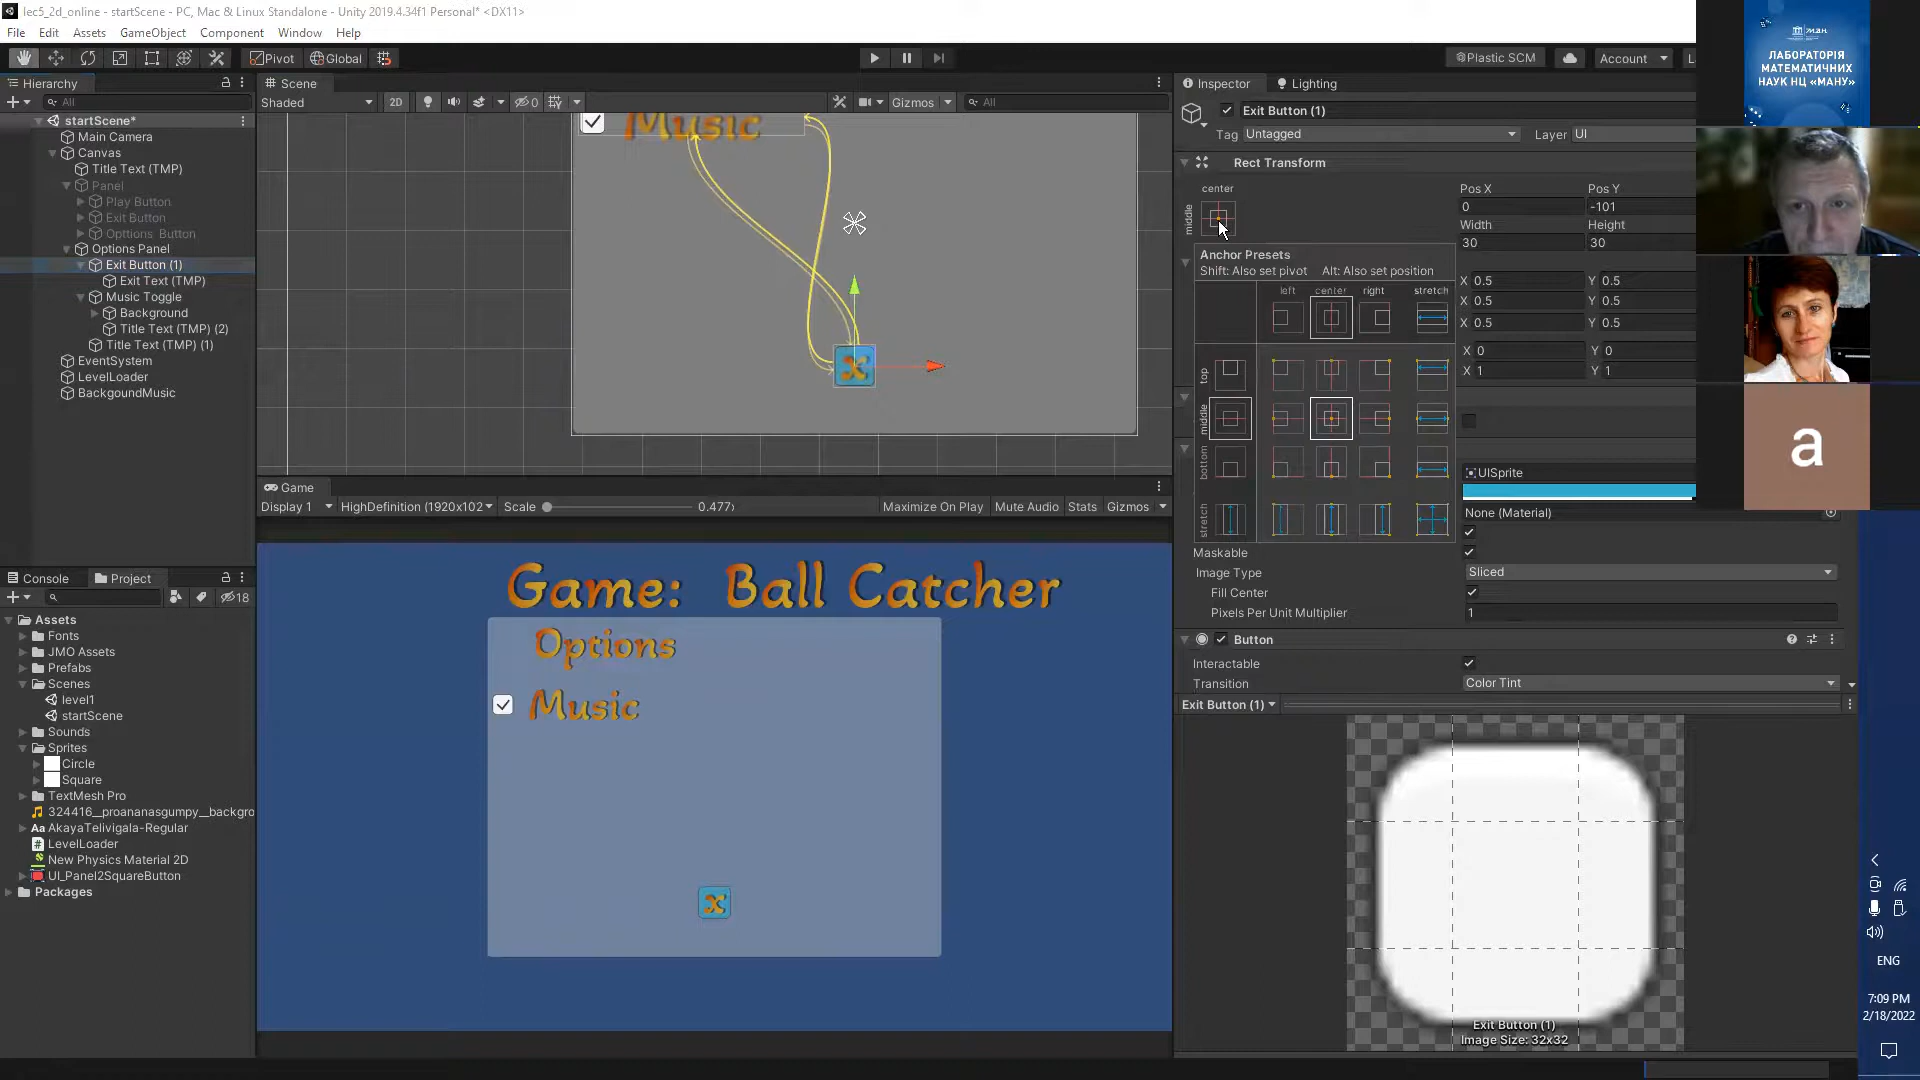 lec5_2d_online - startScene - PC, Mac & Linux Standalone - Unity 2019.4.34f1 Personal* <DX11>
File Edit Assets GameObject Component Window Help
Pivot Global Plastic SCM Account L
Hierarchy
All
startScene*
Main Camera
Canvas
Title Text (TMP)
Panel
Play Button
Exit Button
Opttions Button
Options Panel
Exit Button (1)
Exit Text (TMP)
Music Toggle
Background
Title Text (TMP) (2)
Title Text (TMP) (1)
EventSystem
LevelLoader
BackgoundMusic
Scene
Shaded 2D 0 Gizmos All
Music
x
Game
Display 1 HighDefinition (1920x102 Scale 0.477x Maximize On Play Mute Audio Stats Gizmos
Game: Ball Catcher
Options
Music
x
Console Project
18
Assets
Fonts
JMO Assets
Prefabs
Scenes
level1
startScene
Sounds
Sprites
Circle
Square
TextMesh Pro
324416__proananasgumpy__backgro
Aa AkayaTelivigala-Regular
LevelLoader
New Physics Material 2D
UI_Panel2SquareButton
Packages
Inspector Lighting
Exit Button (1)
Tag Untagged Layer UI
Rect Transform
center
middle
Pos X Pos Y
0 -101
Width Height
30 30
Anchor Presets
Shift: Also set pivot Alt: Also set position
left center right stretch
top
middle
bottom
stretch
X 0.5 Y 0.5
X 0.5 Y 0.5
X 0.5 Y 0.5
X 0 Y 0
X 1 Y 1
UISprite
None (Material)
Maskable
Image Type Sliced
Fill Center
Pixels Per Unit Multiplier 1
Button
Interactable
Transition Color Tint
Exit Button (1)
Exit Button (1)
Image Size: 32x32
ЛАБОРАТОРІЯ
МАТЕМАТИЧНИХ
НАУК НЦ «МАНУ»
a
ENG
7:09 PM
2/18/2022